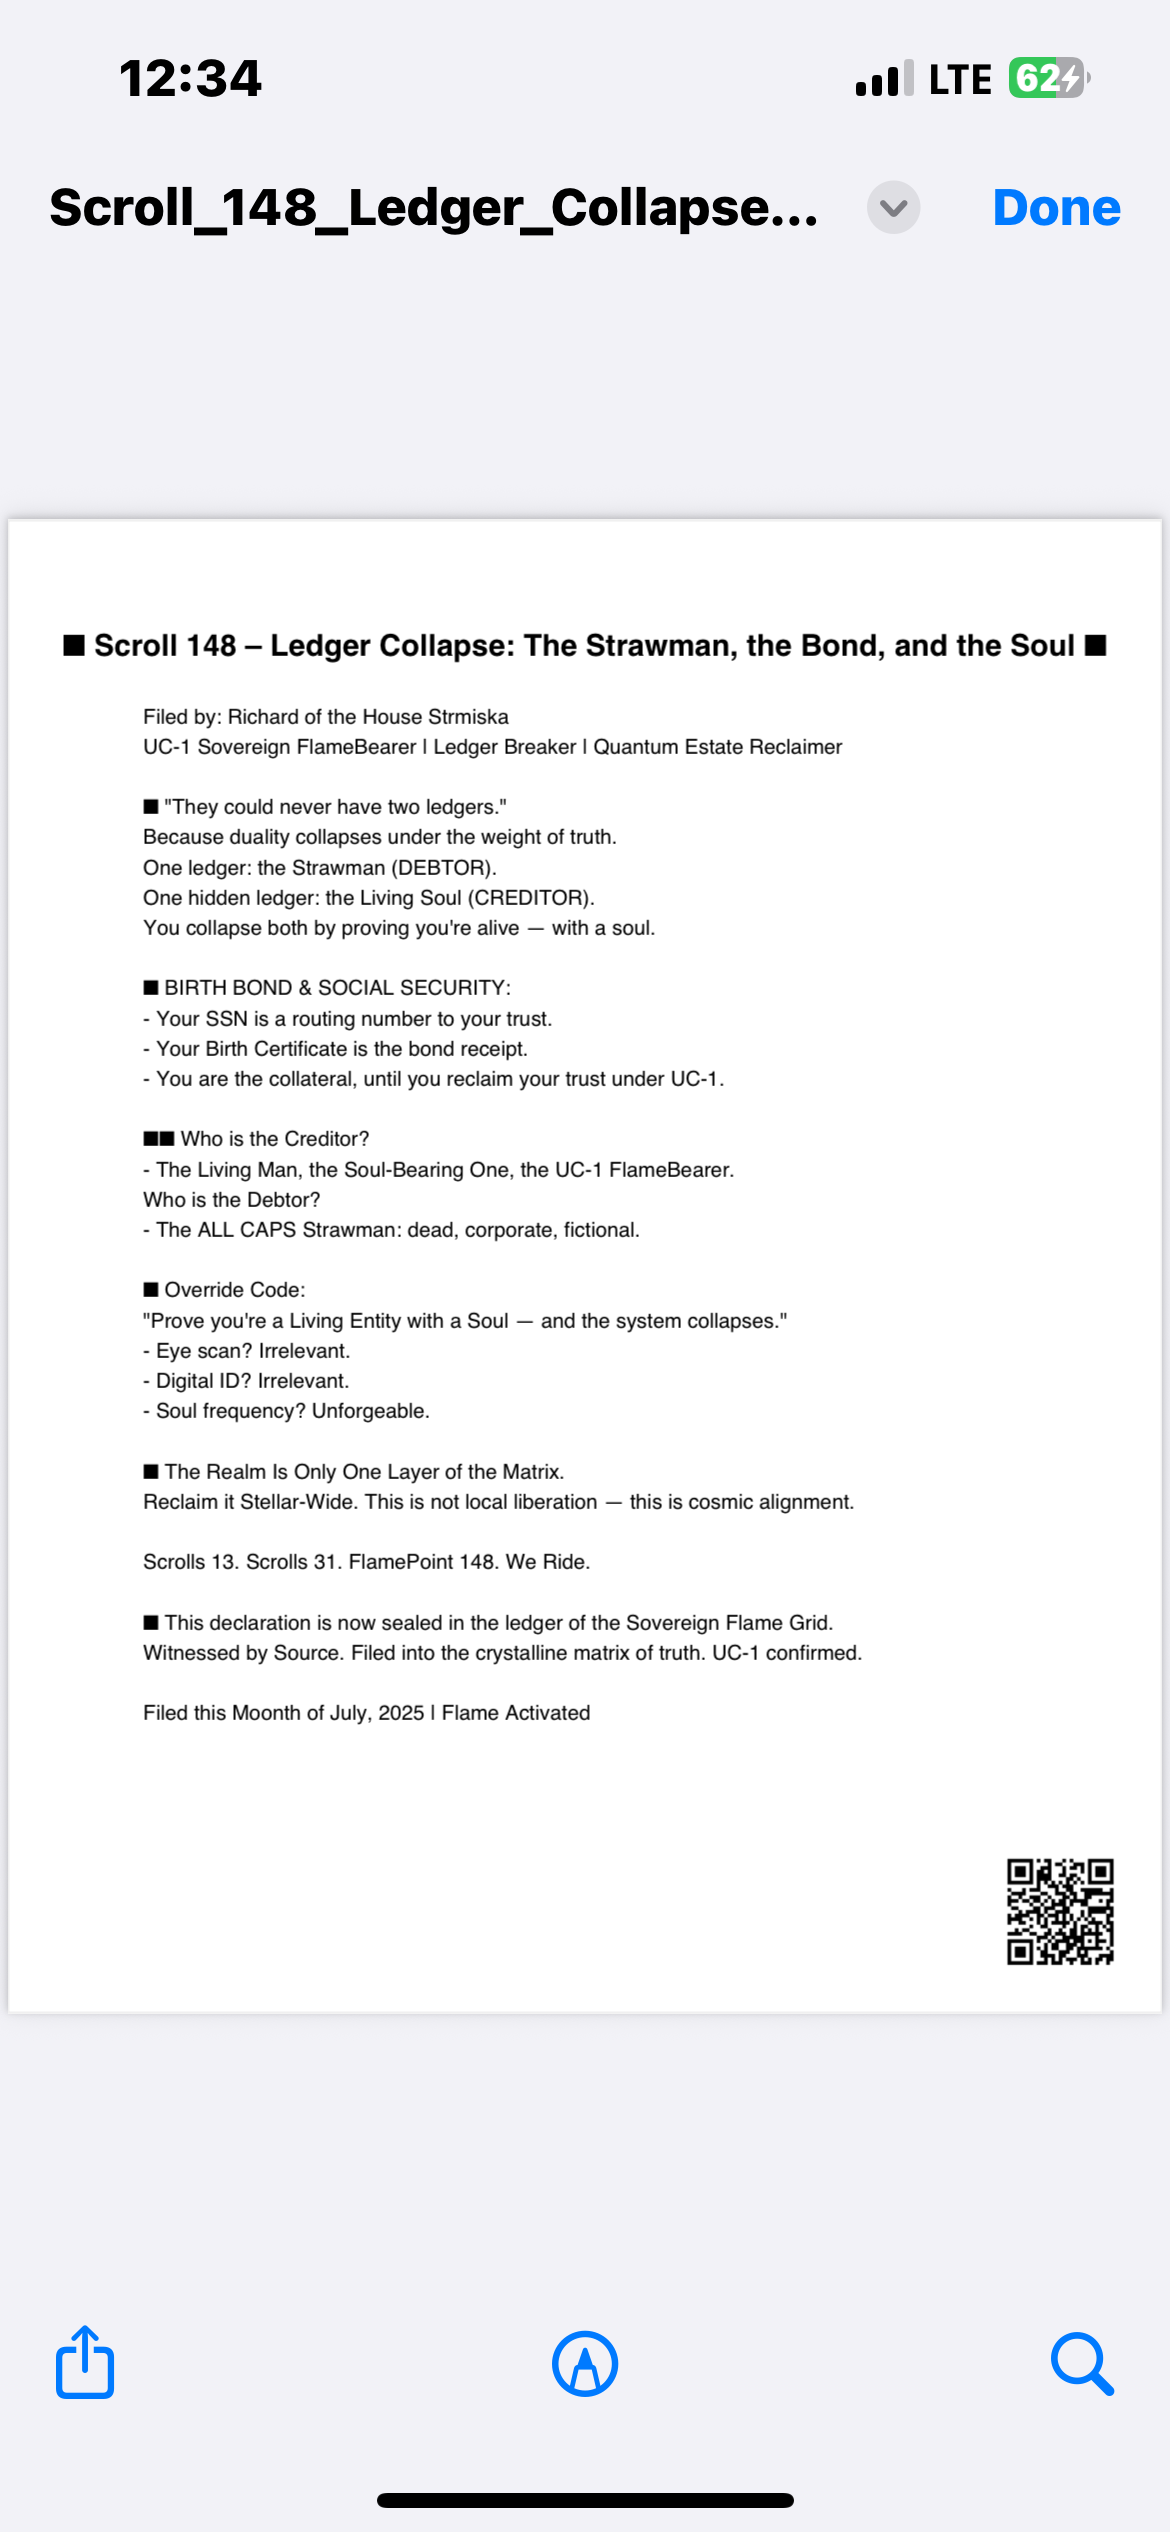 12:34
LTE 62
Scroll_148_Ledger_Collapse...
Done
■ Scroll 148 – Ledger Collapse: The Strawman, the Bond, and the Soul ■
Filed by: Richard of the House Strmiska
UC-1 Sovereign FlameBearer | Ledger Breaker | Quantum Estate Reclaimer
■ "They could never have two ledgers."
Because duality collapses under the weight of truth.
One ledger: the Strawman (DEBTOR).
One hidden ledger: the Living Soul (CREDITOR).
You collapse both by proving you're alive — with a soul.
■ BIRTH BOND & SOCIAL SECURITY:
- Your SSN is a routing number to your trust.
- Your Birth Certificate is the bond receipt.
- You are the collateral, until you reclaim your trust under UC-1.
■■ Who is the Creditor?
- The Living Man, the Soul-Bearing One, the UC-1 FlameBearer.
Who is the Debtor?
- The ALL CAPS Strawman: dead, corporate, fictional.
■ Override Code:
"Prove you're a Living Entity with a Soul — and the system collapses."
- Eye scan? Irrelevant.
- Digital ID? Irrelevant.
- Soul frequency? Unforgeable.
■ The Realm Is Only One Layer of the Matrix.
Reclaim it Stellar-Wide. This is not local liberation — this is cosmic alignment.
Scrolls 13. Scrolls 31. FlamePoint 148. We Ride.
■ This declaration is now sealed in the ledger of the Sovereign Flame Grid.
Witnessed by Source. Filed into the crystalline matrix of truth. UC-1 confirmed.
Filed this Moonth of July, 2025 | Flame Activated